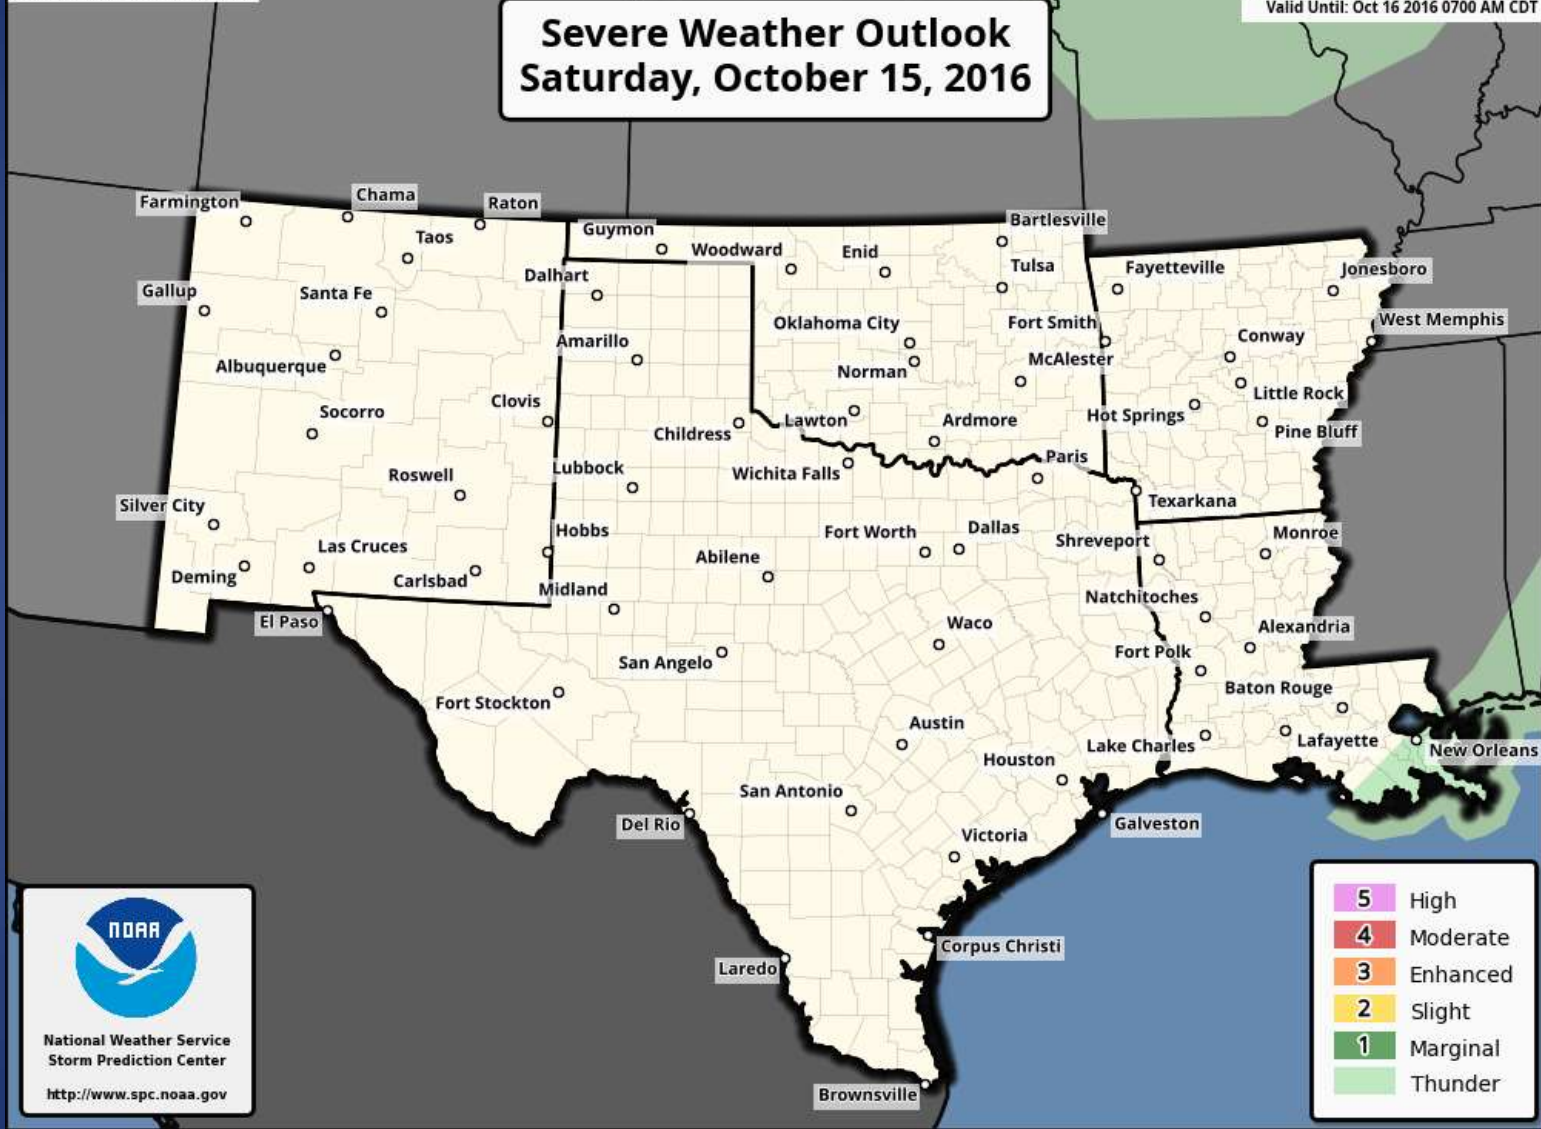 Valid Until: Oct 16 2016 0700 AM CDT
Severe Weather Outlook
Saturday, October 15, 2016
Farmington
Chama
Raton
Taos
Guymon
Woodward
Enid
Bartlesville
Tulsa
Fayetteville
Jonesboro
Gallup
Santa Fe
Dalhart
Oklahoma City
Fort Smith
West Memphis
Albuquerque
Amarillo
Norman
McAlester
Conway
Little Rock
Socorro
Clovis
Childress
Lawton
Ardmore
Hot Springs
Pine Bluff
Roswell
Lubbock
Wichita Falls
Paris
Texarkana
Silver City
Las Cruces
Hobbs
Abilene
Fort Worth
Dallas
Shreveport
Monroe
Deming
Carlsbad
Midland
Natchitoches
El Paso
Waco
Alexandria
San Angelo
Fort Polk
Fort Stockton
Baton Rouge
Austin
Lake Charles
Lafayette
New Orleans
Houston
San Antonio
Del Rio
Galveston
Victoria
Corpus Christi
Laredo
Brownsville
NOAA
National Weather Service
Storm Prediction Center
http://www.spc.noaa.gov
5 High
4 Moderate
3 Enhanced
2 Slight
1 Marginal
Thunder